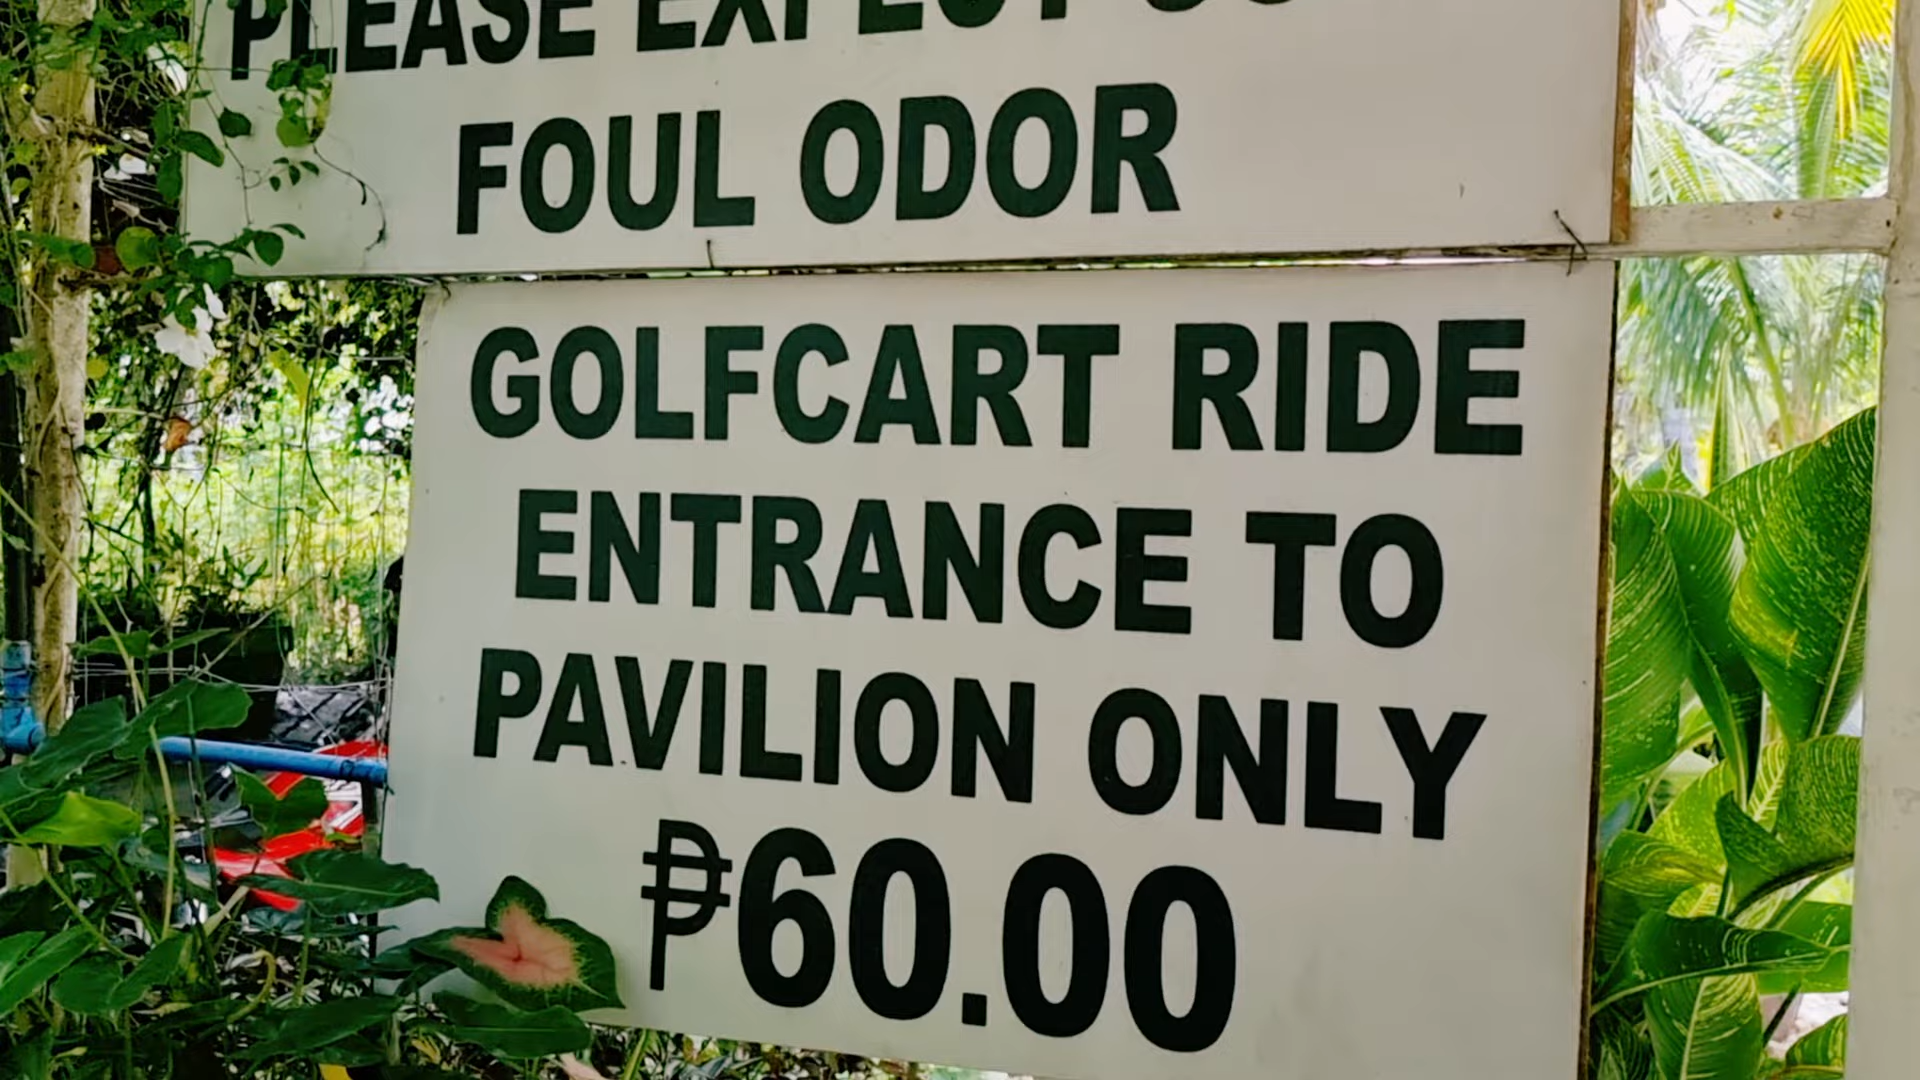 PLEASE EXPECT
FOUL ODOR
GOLFCART RIDE
ENTRANCE TO
PAVILION ONLY
₱60.00